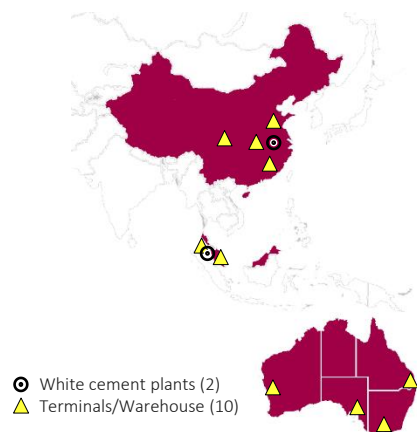 White cement plants (2)
Terminals/Warehouse (10)